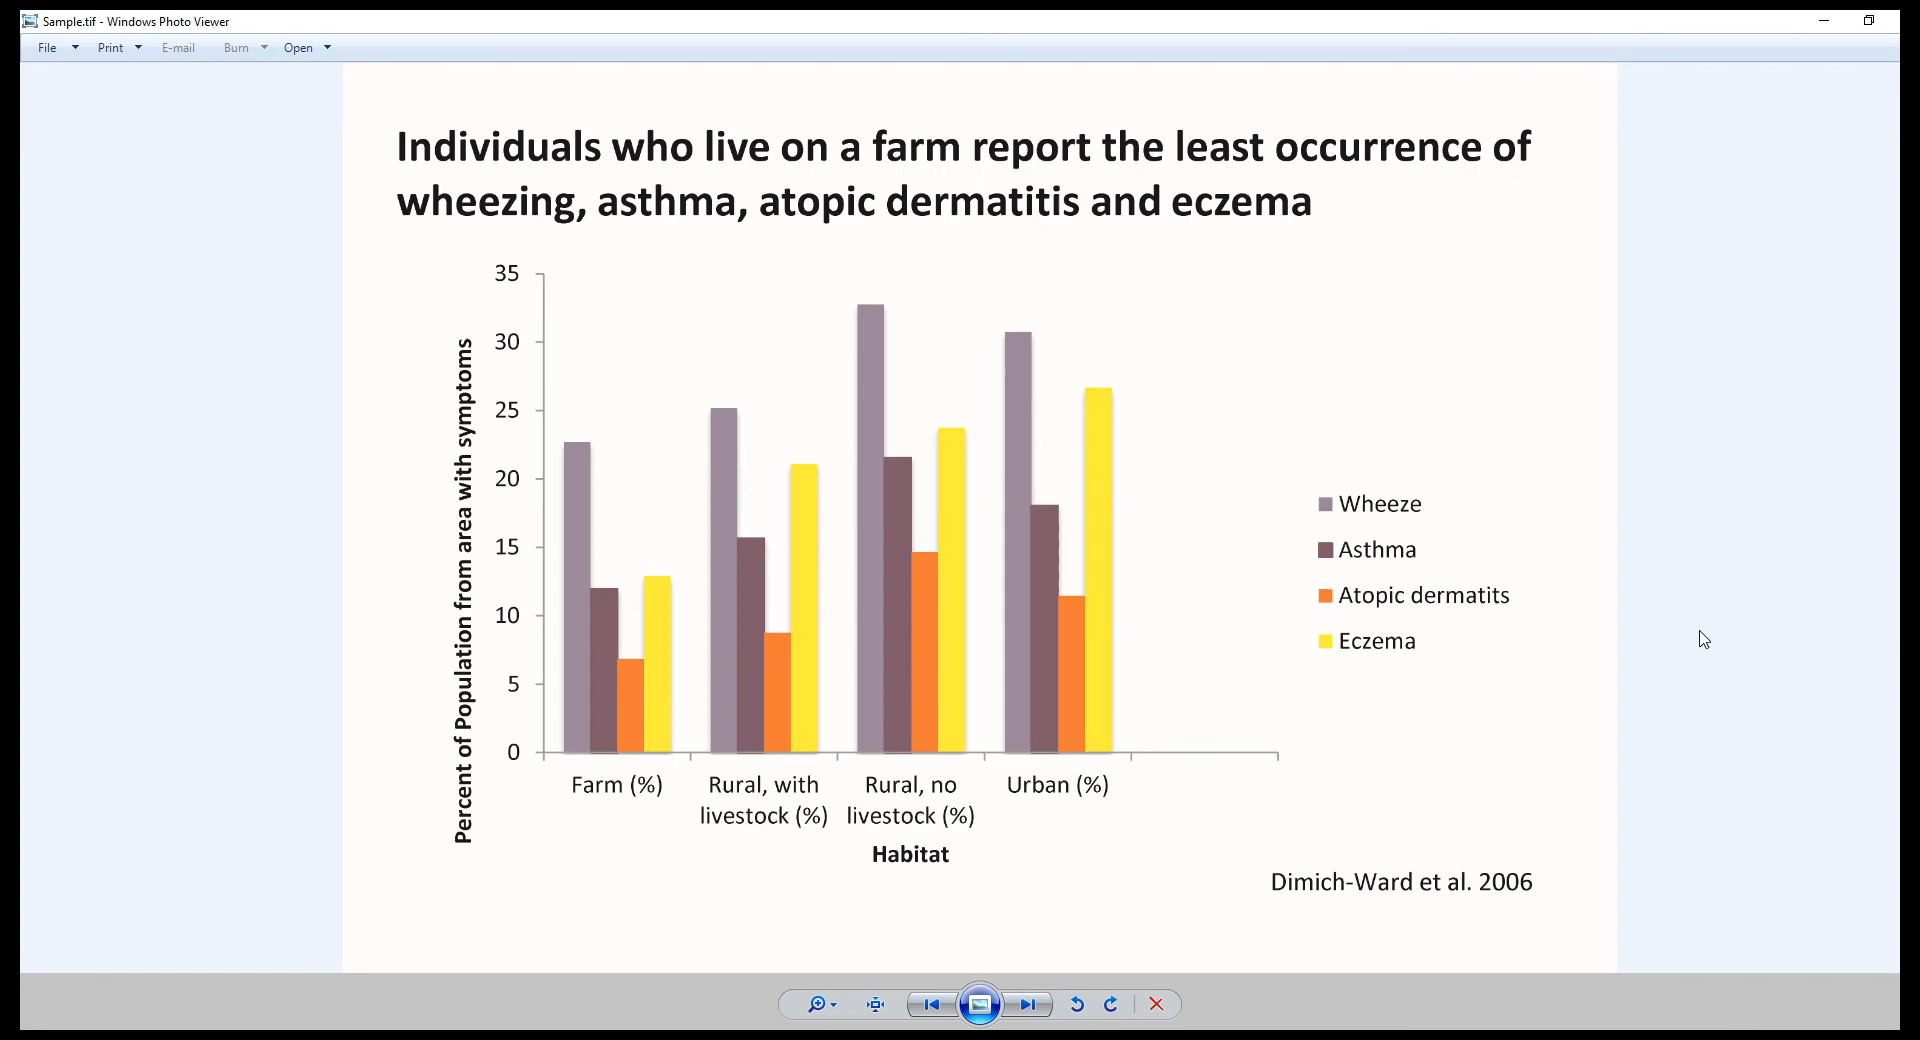 Sample.tif - Windows Photo Viewer
File Print E-mail Burn Open
Individuals who live on a farm report the least occurrence of
wheezing, asthma, atopic dermatitis and eczema
Percent of Population from area with symptoms
35
30
25
20
15
10
5
0
Farm (%)
Rural, with
livestock (%)
Rural, no
livestock (%)
Urban (%)
Habitat
Wheeze
Asthma
Atopic dermatits
Eczema
Dimich-Ward et al. 2006